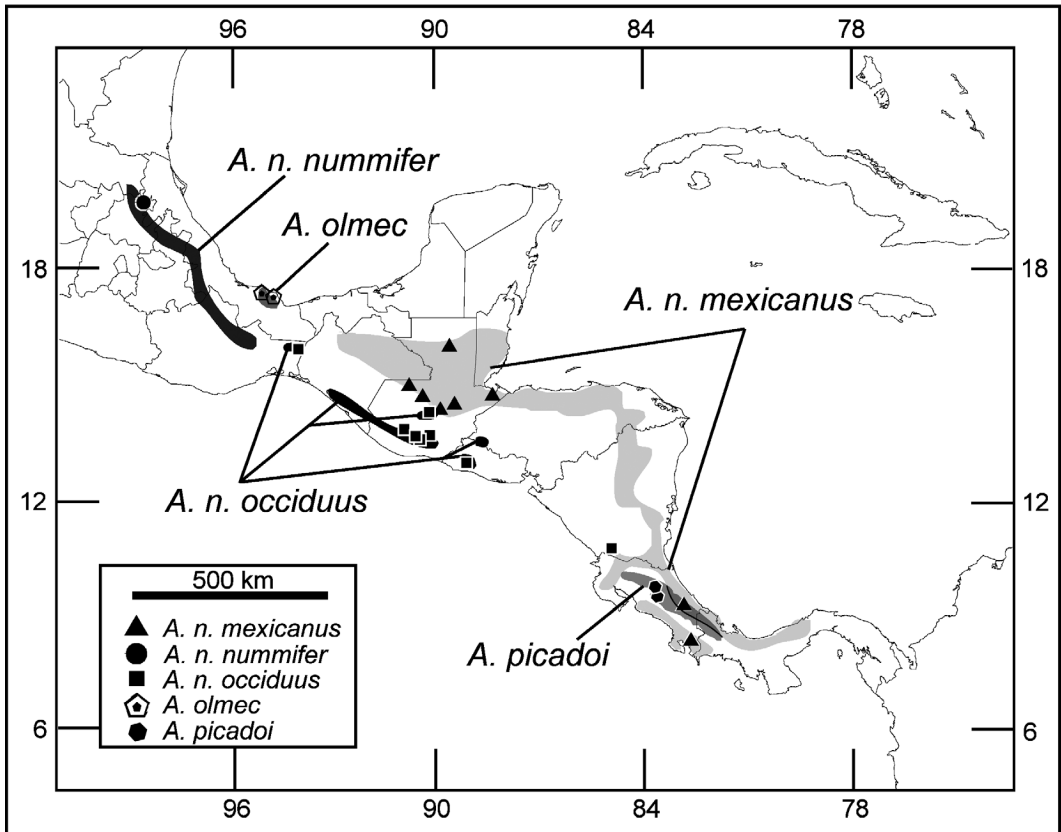 96 90 84 78
A. n. nummifer
A. olmec
18 18
A. n. mexicanus
A. n. occiduus
12 12
A. picadoi
500 km
A. n. mexicanus
A. n. nummifer
A. n. occiduus
A. olmec
A. picadoi
6 6
96 90 84 78